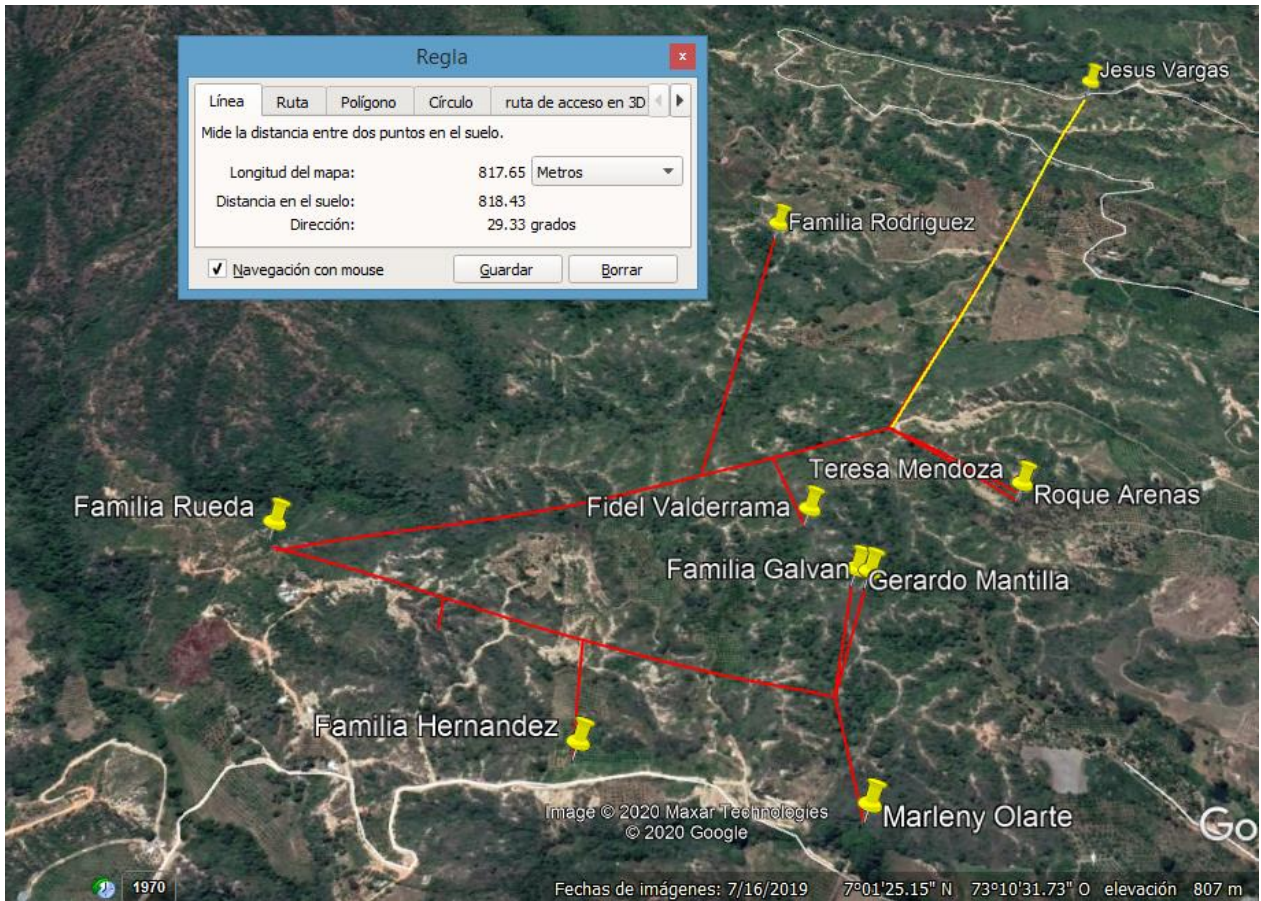 Regla
Línea Ruta Polígono Círculo ruta de acceso en 3D
Mide la distancia entre dos puntos en el suelo.
Longitud del mapa: 817.65 Metros
Distancia en el suelo: 818.43
Dirección: 29.33 grados
Navegación con mouse Guardar Borrar
Jesus Vargas
Familia Rodriguez
Teresa Mendoza
Roque Arenas
Familia Rueda
Fidel Valderrama
Familia Galvan
Gerardo Mantilla
Familia Hernandez
Marleny Olarte
Image © 2020 Maxar Technologies
© 2020 Google
Go
1970
Fechas de imágenes: 7/16/2019 7°01'25.15" N 73°10'31.73" O elevación 807 m